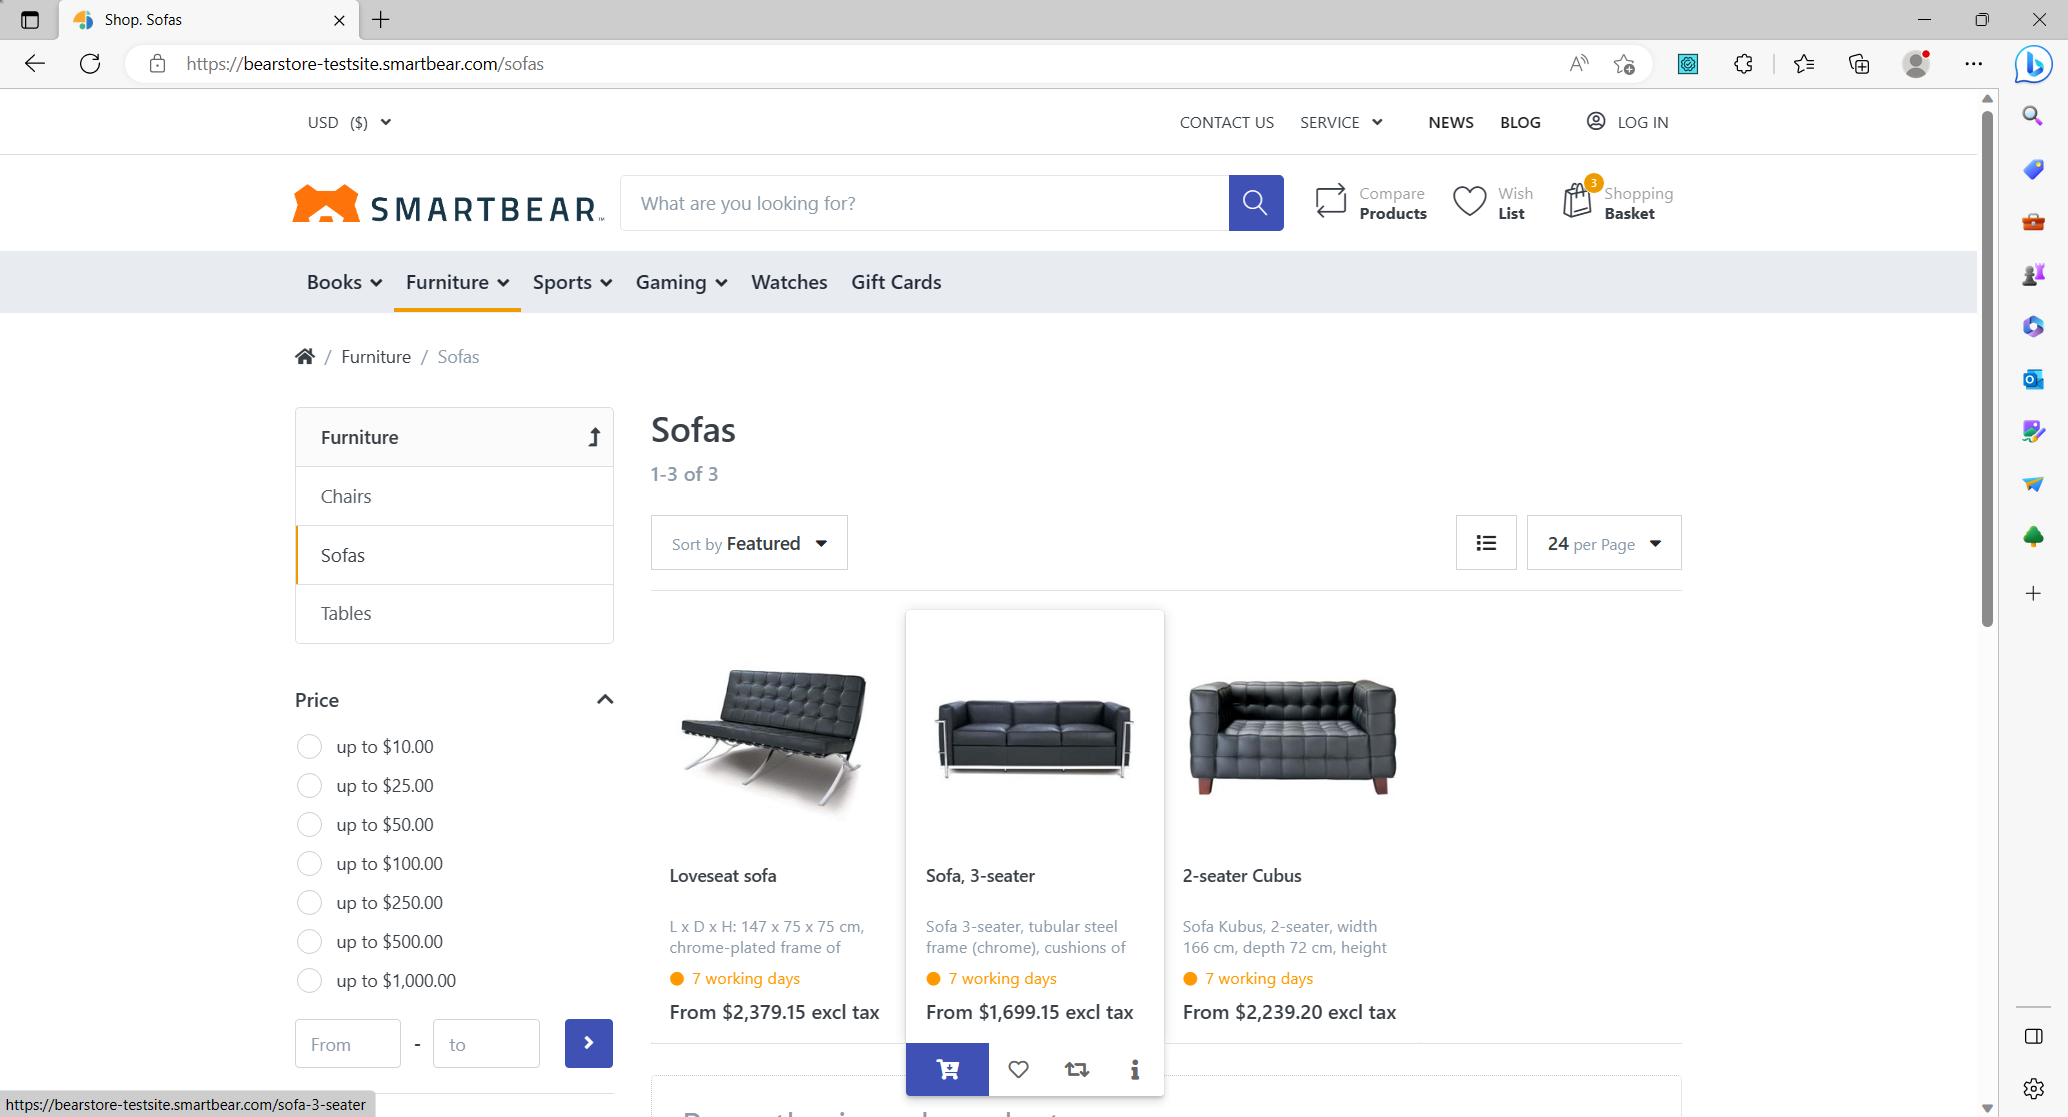 Shop. Sofas
https://bearstore-testsite.smartbear.com/sofas
USD ($)
CONTACT US
SERVICE
NEWS
BLOG
LOG IN
SMARTBEAR
What are you looking for?
Compare
Products
Wish
List
3
Shopping
Basket
Books
Furniture
Sports
Gaming
Watches
Gift Cards
/ Furniture / Sofas
Furniture
Chairs
Sofas
Tables
Price
up to $10.00
up to $25.00
up to $50.00
up to $100.00
up to $250.00
up to $500.00
up to $1,000.00
From - to
Sofas
1-3 of 3
Sort by Featured
24 per Page
Loveseat sofa
L x D x H: 147 x 75 x 75 cm,
chrome-plated frame of
7 working days
From $2,379.15 excl tax
Sofa, 3-seater
Sofa 3-seater, tubular steel
frame (chrome), cushions of
7 working days
From $1,699.15 excl tax
2-seater Cubus
Sofa Kubus, 2-seater, width
166 cm, depth 72 cm, height
7 working days
From $2,239.20 excl tax
https://bearstore-testsite.smartbear.com/sofa-3-seater